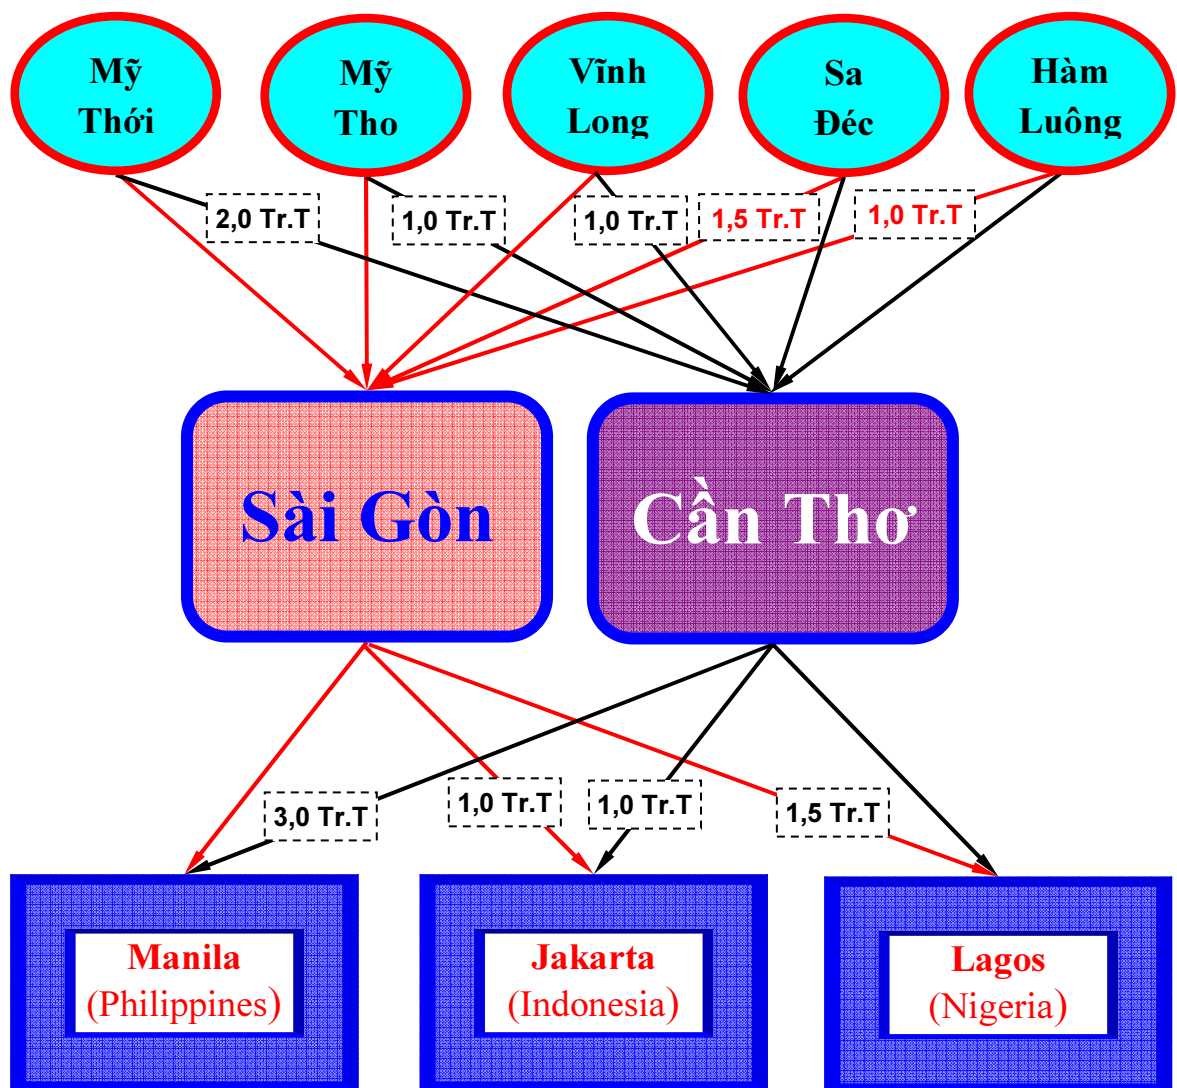 Mỹ
Thới
Mỹ
Tho
Vĩnh
Long
Sa
Đéc
Hàm
Luông
2,0 Tr.T
1,0 Tr.T
1,0 Tr.T
1,5 Tr.T
1,0 Tr.T
Sài Gòn
Cần Thơ
3,0 Tr.T
1,0 Tr.T
1,0 Tr.T
1,5 Tr.T
Manila
(Philippines)
Jakarta
(Indonesia)
Lagos
(Nigeria)